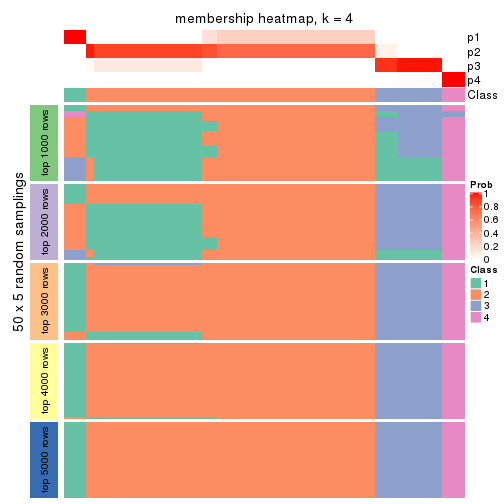 membership heatmap, k = 4
p1
p2
p3
p4
Class
50 x 5 random samplings
top 1000 rows
top 2000 rows
top 3000 rows
top 4000 rows
top 5000 rows
Prob
1
0.8
0.6
0.4
0.2
0
Class
1
2
3
4